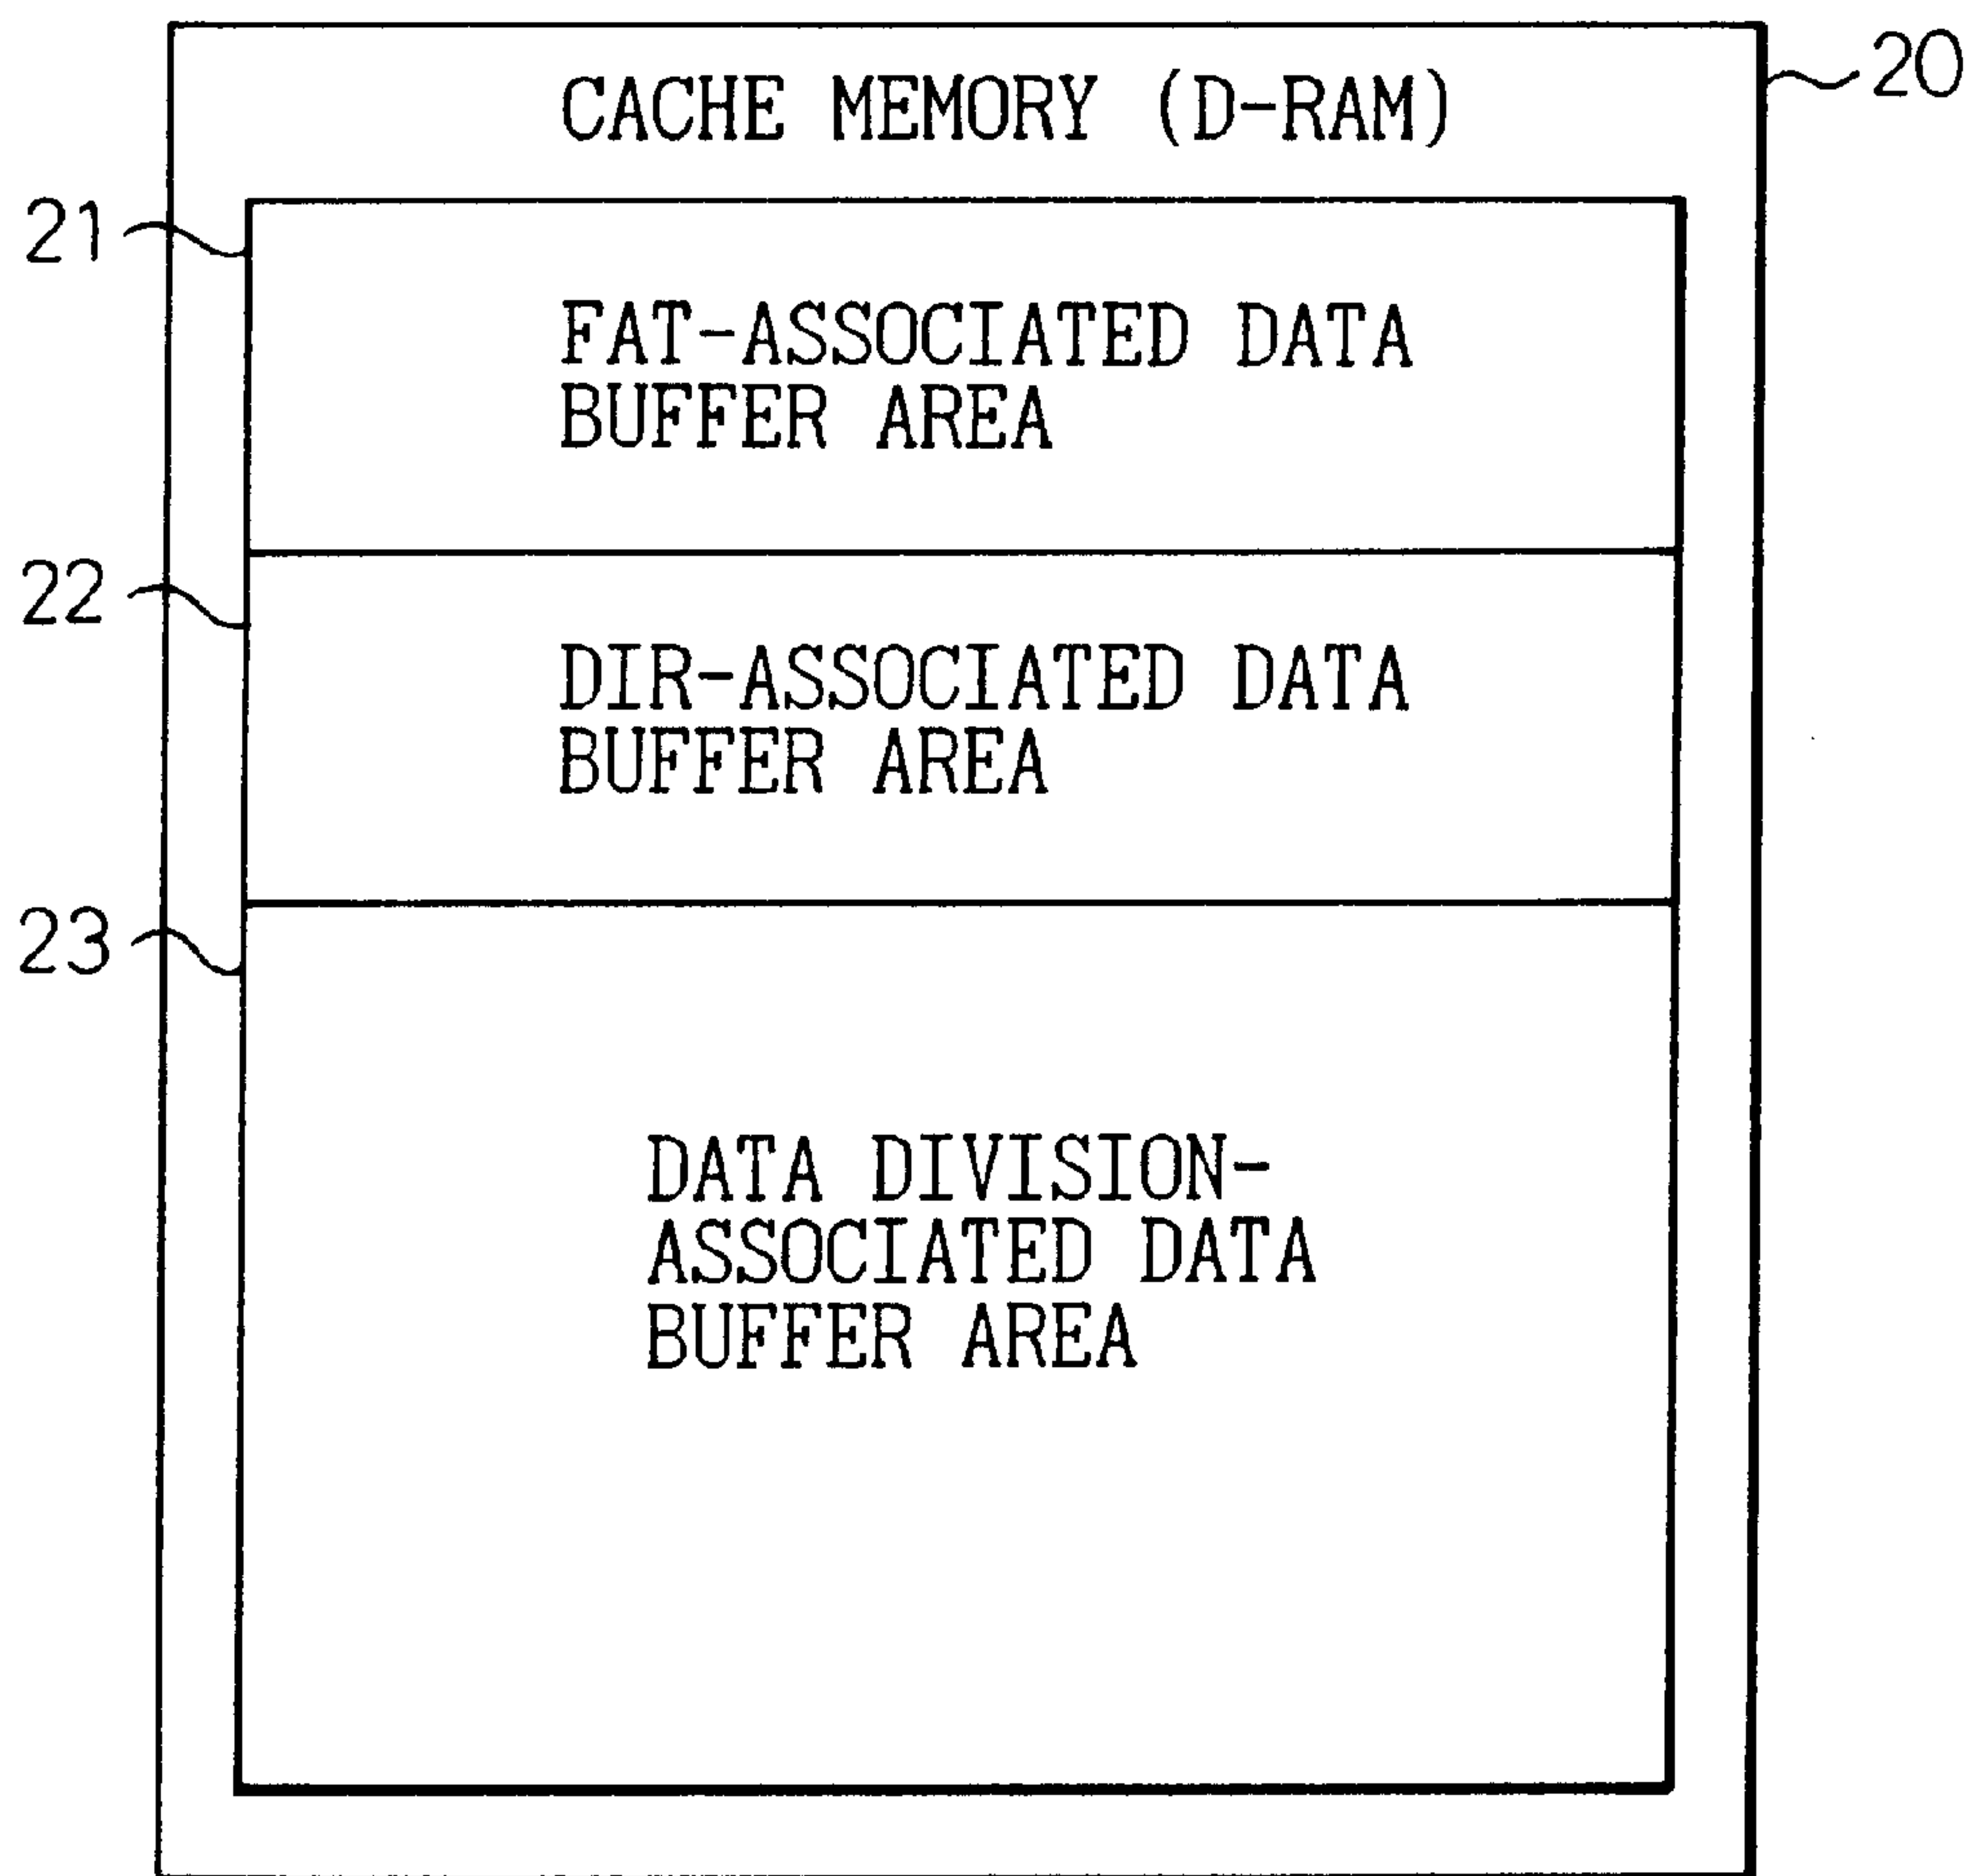 CACHE MEMORY (D-RAM)
20
21
FAT-ASSOCIATED DATA
BUFFER AREA
22
DIR-ASSOCIATED DATA
BUFFER AREA
23
DATA DIVISION-
ASSOCIATED DATA
BUFFER AREA